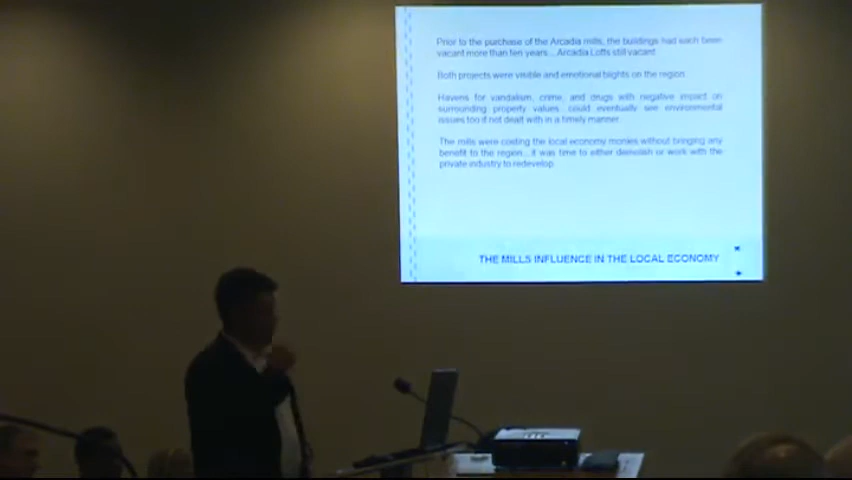 Prior to the purchase of the Arcadia mills, the buildings had each been
vacant more than ten years... Arcadia Lofts still vacant.
Both projects were visible and emotional blights on the region.
Havens for vandalism, crime, and drugs with negative impact on
surrounding property values, could eventually see environmental
issues too if not dealt with in a timely manner.
The mills were costing the local economy monies without bringing any
benefit to the region... it was time to either demolish or work with the
private industry to redevelop.
THE MILLS INFLUENCE IN THE LOCAL ECONOMY